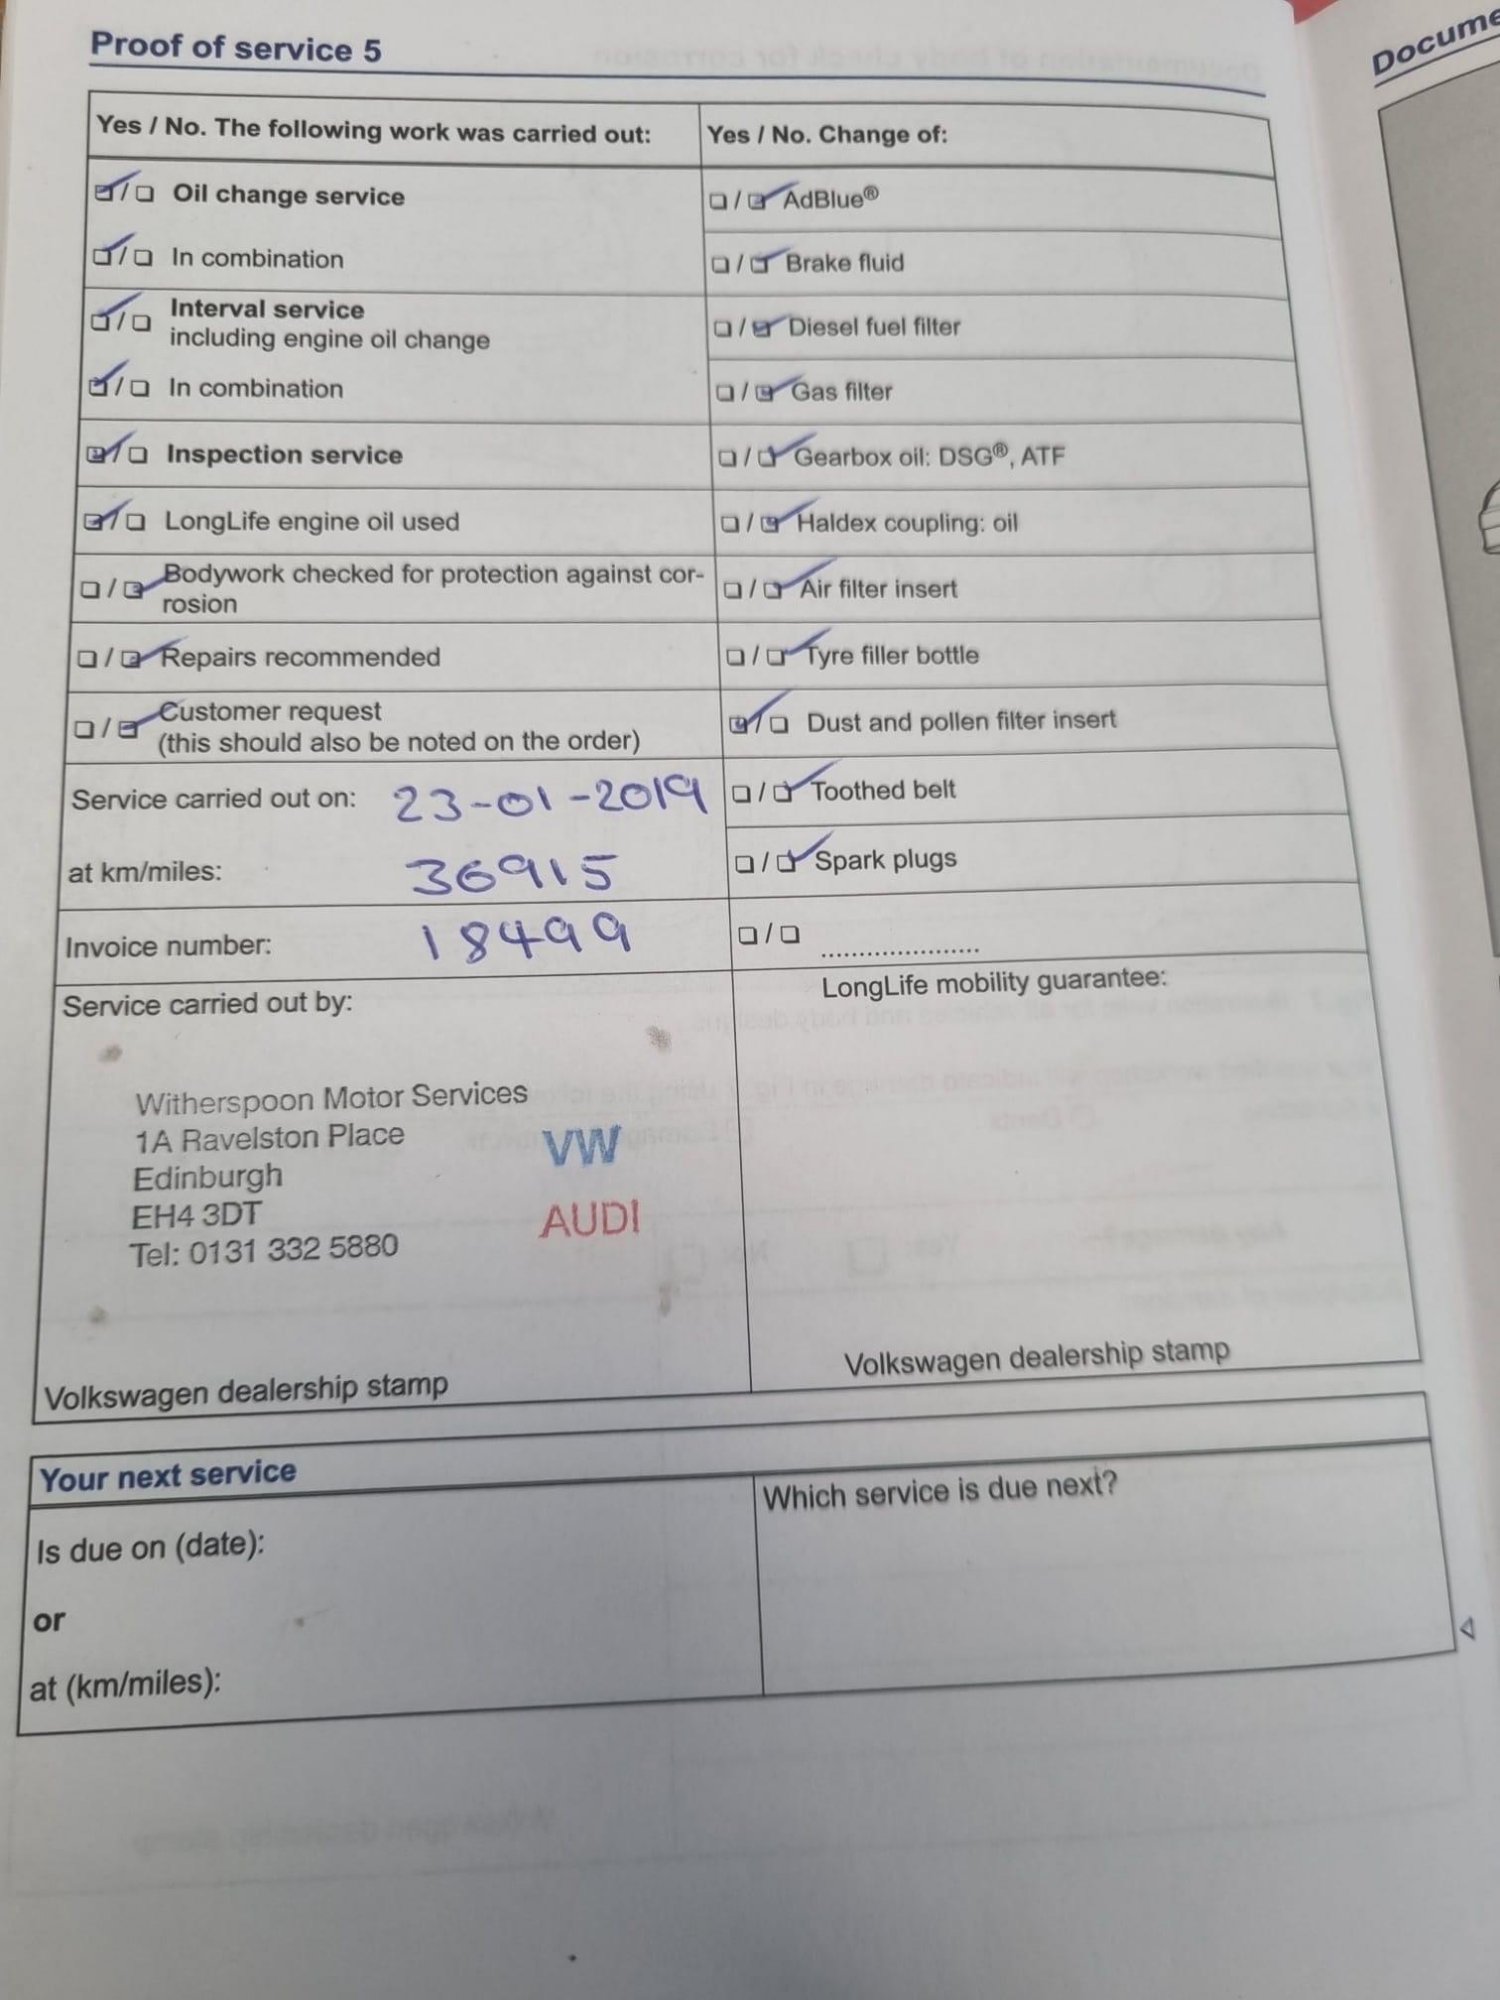 Proof of service 5
Docume
Yes / No. The following work was carried out:
Oil change service
In combination
Interval service
including engine oil change
In combination
Inspection service
LongLife engine oil used
Bodywork checked for protection against cor-
rosion
Repairs recommended
Customer request
(this should also be noted on the order)
Service carried out on: 23-01-2019
at km/miles: 36915
Invoice number: 18499
Yes / No. Change of:
AdBlue®
Brake fluid
Diesel fuel filter
Gas filter
Gearbox oil: DSG®, ATF
Haldex coupling: oil
Air filter insert
Tyre filler bottle
Dust and pollen filter insert
Toothed belt
Spark plugs
Service carried out by:
Witherspoon Motor Services
1A Ravelston Place
Edinburgh
EH4 3DT
Tel: 0131 332 5880
VW
AUDI
Volkswagen dealership stamp
LongLife mobility guarantee:
Volkswagen dealership stamp
Your next service
Is due on (date):
or
at (km/miles):
Which service is due next?